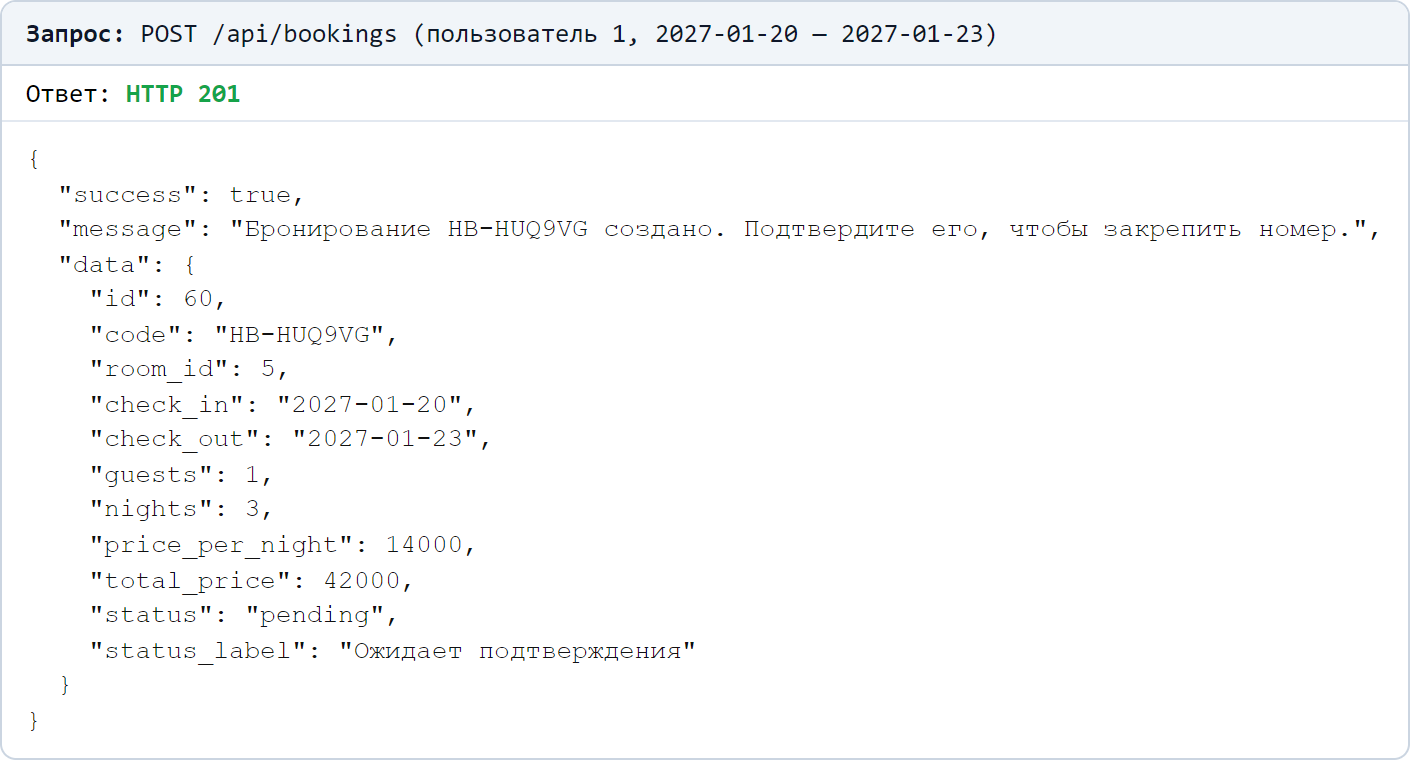 Запрос: POST /api/bookings (пользователь 1, 2027-01-20 — 2027-01-23)
Ответ: HTTP 201
{
  "success": true,
  "message": "Бронирование HB-HUQ9VG создано. Подтвердите его, чтобы закрепить номер.",
  "data": {
    "id": 60,
    "code": "HB-HUQ9VG",
    "room_id": 5,
    "check_in": "2027-01-20",
    "check_out": "2027-01-23",
    "guests": 1,
    "nights": 3,
    "price_per_night": 14000,
    "total_price": 42000,
    "status": "pending",
    "status_label": "Ожидает подтверждения"
  }
}